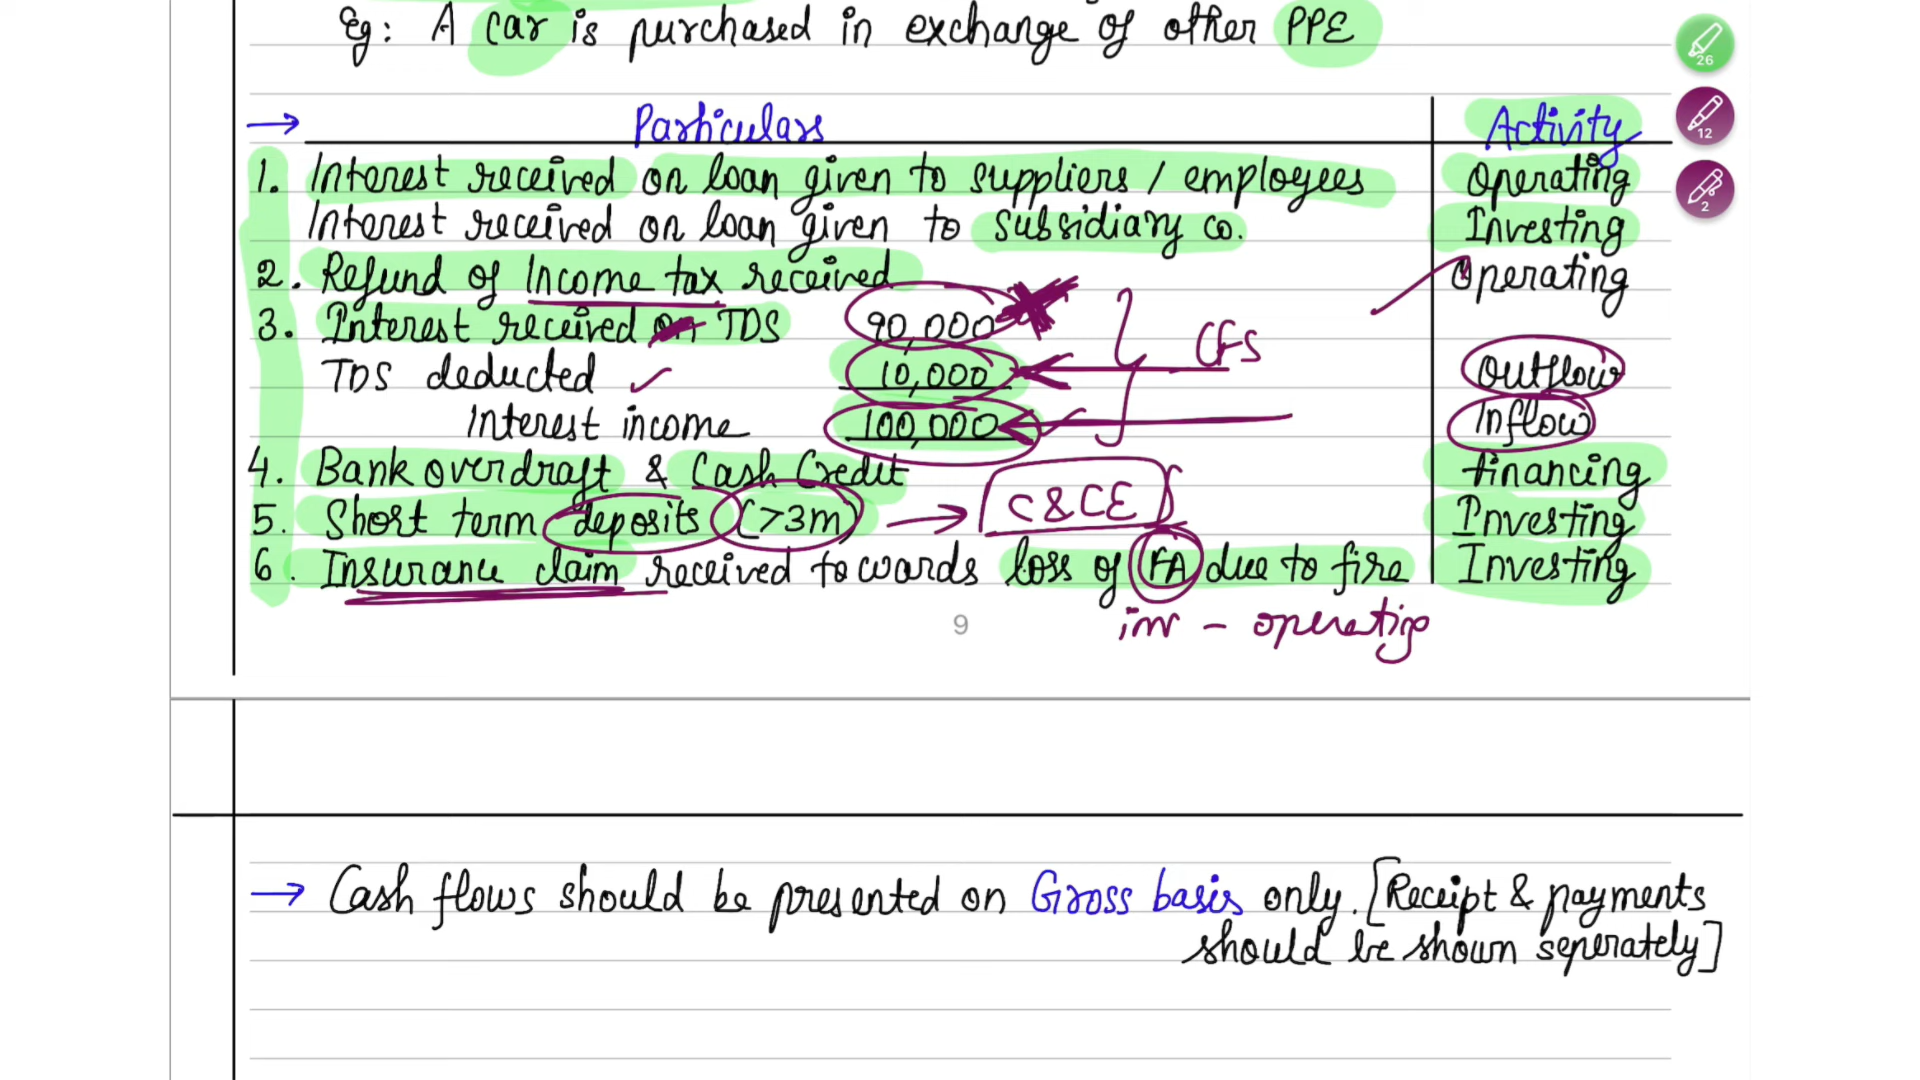 Eg: A car is purchased in exchange of other PPE
→ Particulars Activity
1. Interest received on loan given to suppliers / employees Operating
Interest received on loan given to subsidiary co. Investing
2. Refund of Income tax received Operating
3. Interest received on TDS 90,000
TDS deducted ✓ 10,000 CFS Outflow
Interest income 100,000 Inflow
4. Bank overdraft & Cash Credit financing
5. Short term deposits (>3m) → C&CE Investing
6. Insurance claim received towards loss of FA due to fire Investing
9
inv - operatige
→ Cash flows should be presented on Gross basis only. [Receipt & payments
should be shown seperately]
26
12
2